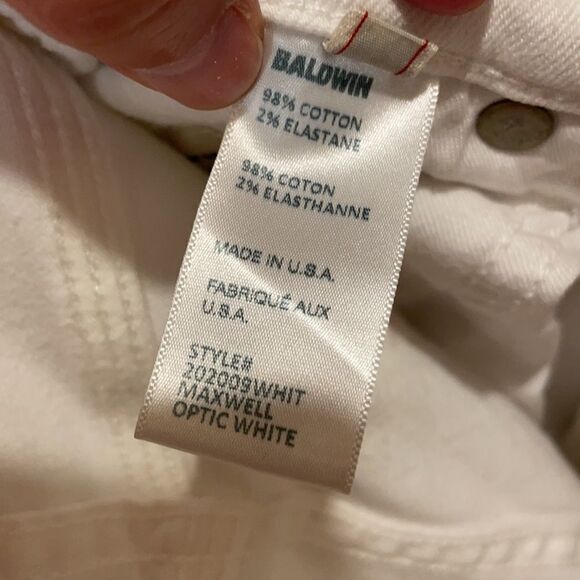 BALDWIN
98% COTTON
2% ELASTANE
98% COTON
2% ELASTHANNE
MADE IN U.S.A.
FABRIQUÉ AUX
U.S.A.
STYLE#
202009WHIT
MAXWELL
OPTIC WHITE